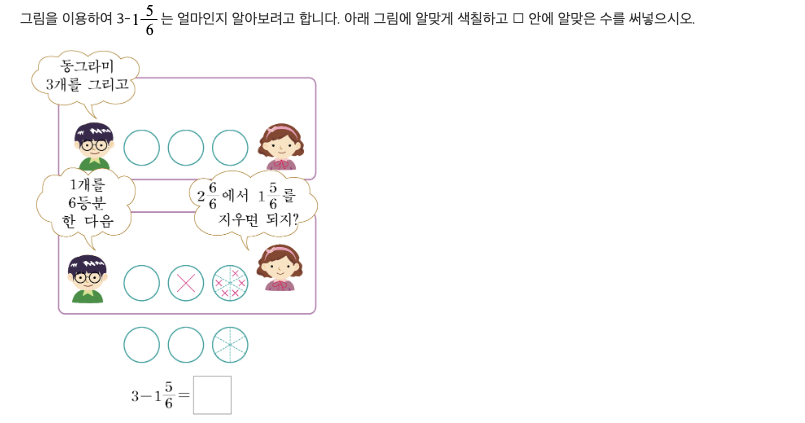 그림을 이용하여 3-1 5/6 는 얼마인지 알아보려고 합니다. 아래 그림에 알맞게 색칠하고 □ 안에 알맞은 수를 써넣으시오.
동그라미
3개를 그리고
1개를
6등분
한 다음
2 6/6 에서 1 5/6 를
지우면 되지?
3-1 5/6 = □